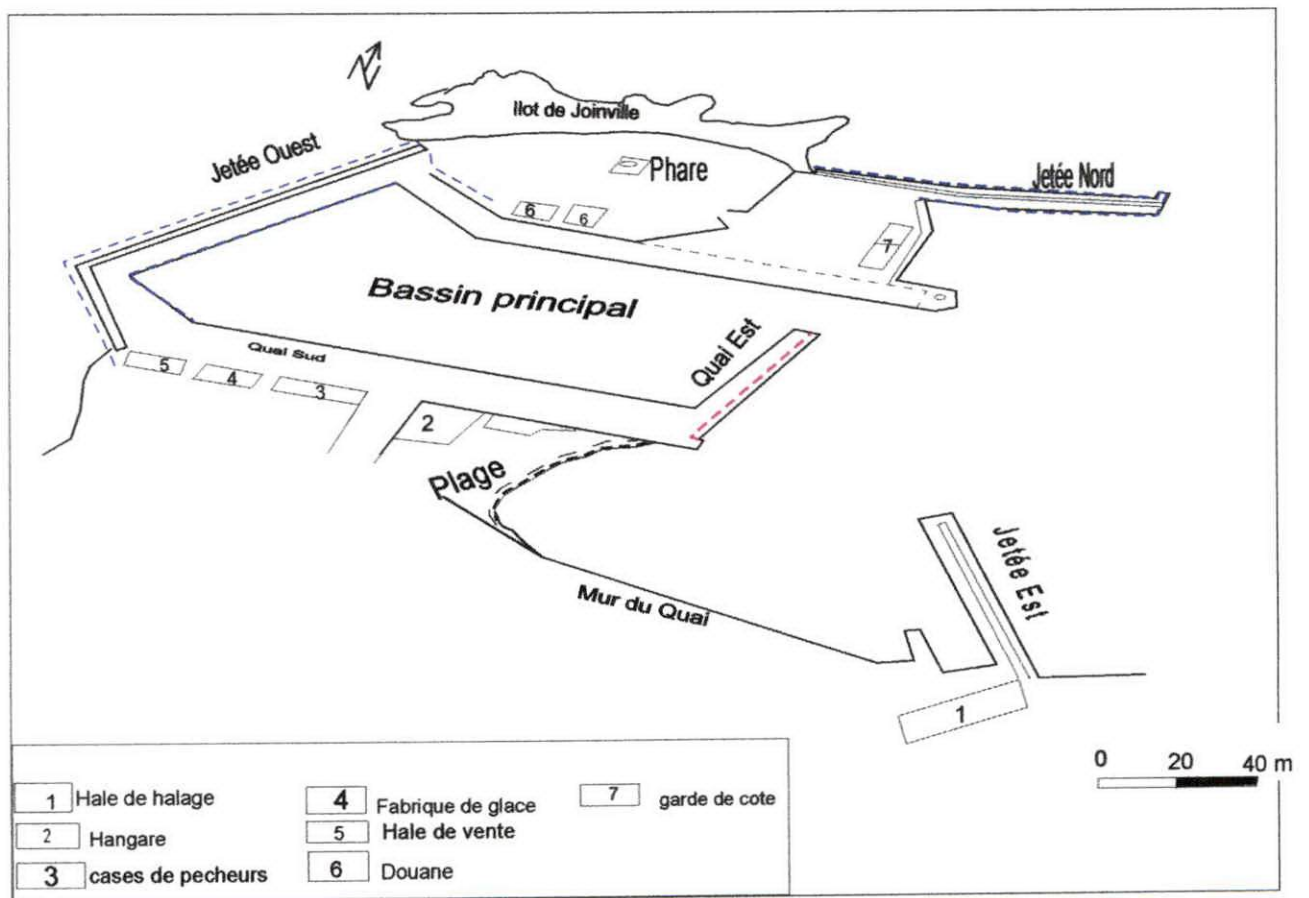 N
Ilot de Joinville
Jetée Ouest
Phare
Jetée Nord
6
6
7
Bassin principal
Quai Est
Quai Sud
5
4
3
2
Plage
Mur du Quai
Jetée Est
1
0 20 40 m
1 Hale de halage
2 Hangare
3 cases de pecheurs
4 Fabrique de glace
5 Hale de vente
6 Douane
7 garde de cote